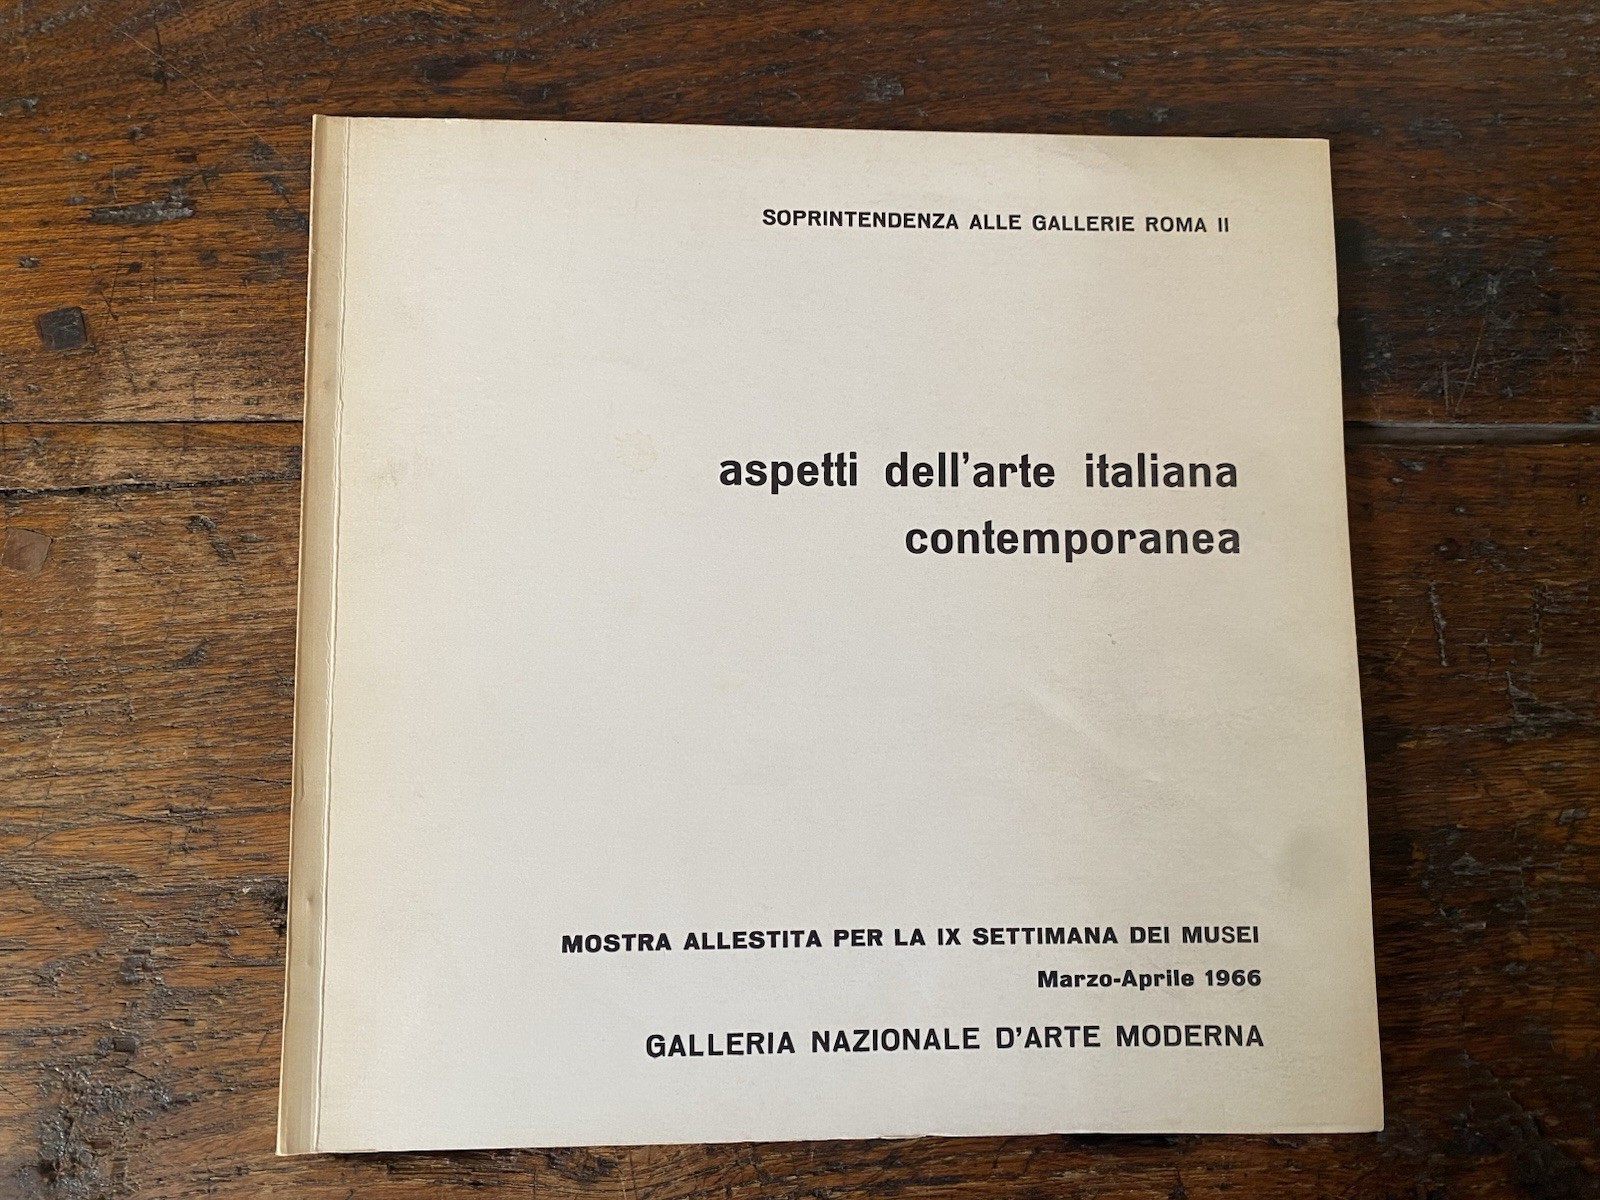 SOPRINTENDENZA ALLE GALLERIE ROMA II
aspetti dell'arte italiana
contemporanea
MOSTRA ALLESTITA PER LA IX SETTIMANA DEI MUSEI
Marzo-Aprile 1966
GALLERIA NAZIONALE D'ARTE MODERNA